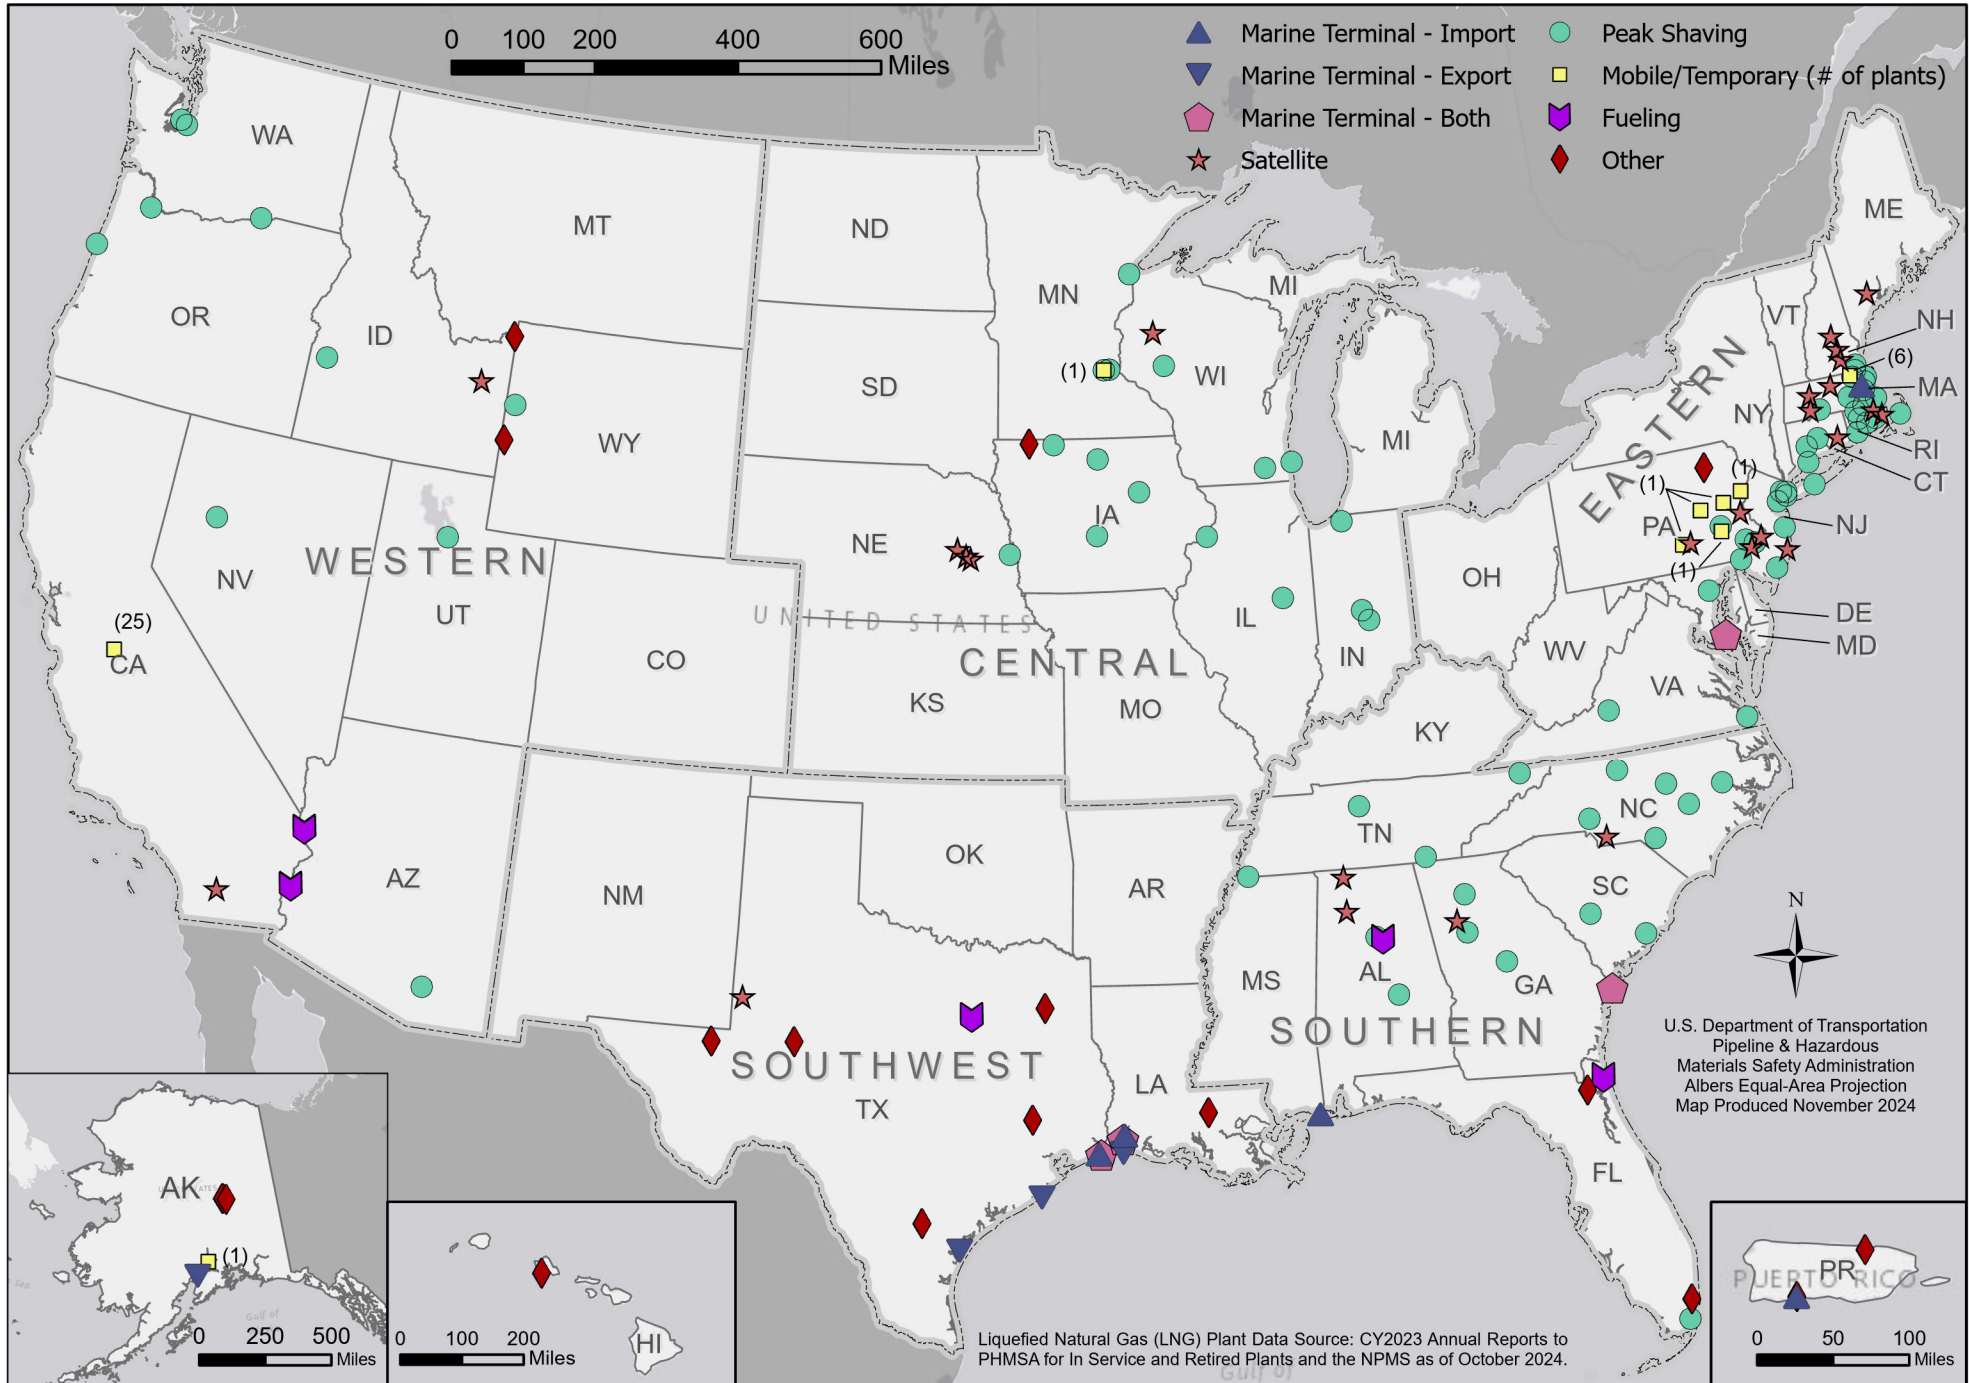 0 100 200 400 600
Miles
Marine Terminal - Import
Marine Terminal - Export
Marine Terminal - Both
Satellite
Peak Shaving
Mobile/Temporary (# of plants)
Fueling
Other
WA
MT
ND
MN
MI
ME
OR
ID
SD
WI
MI
VT
NH
(6)
MA
NY
(1)
WY
EASTERN
RI
CT
(1)
(1)
IA
PA
NJ
NE
(1)
WESTERN
NV
UT
OH
UNITED STATES
IL
DE
(25)
CA
CO
CENTRAL
IN
WV
MD
KS
MO
VA
KY
NC
TN
OK
AZ
NM
AR
SC
N
MS
AL
GA
SOUTHERN
SOUTHWEST
TX
LA
FL
U.S. Department of Transportation
Pipeline & Hazardous
Materials Safety Administration
Albers Equal-Area Projection
Map Produced November 2024
AK
(1)
Gulf of
0 250 500
Miles
HI
0 100 200
Miles
PR
PUERTO RICO
0 50 100
Miles
Liquefied Natural Gas (LNG) Plant Data Source: CY2023 Annual Reports to
PHMSA for In Service and Retired Plants and the NPMS as of October 2024.
Gulf of